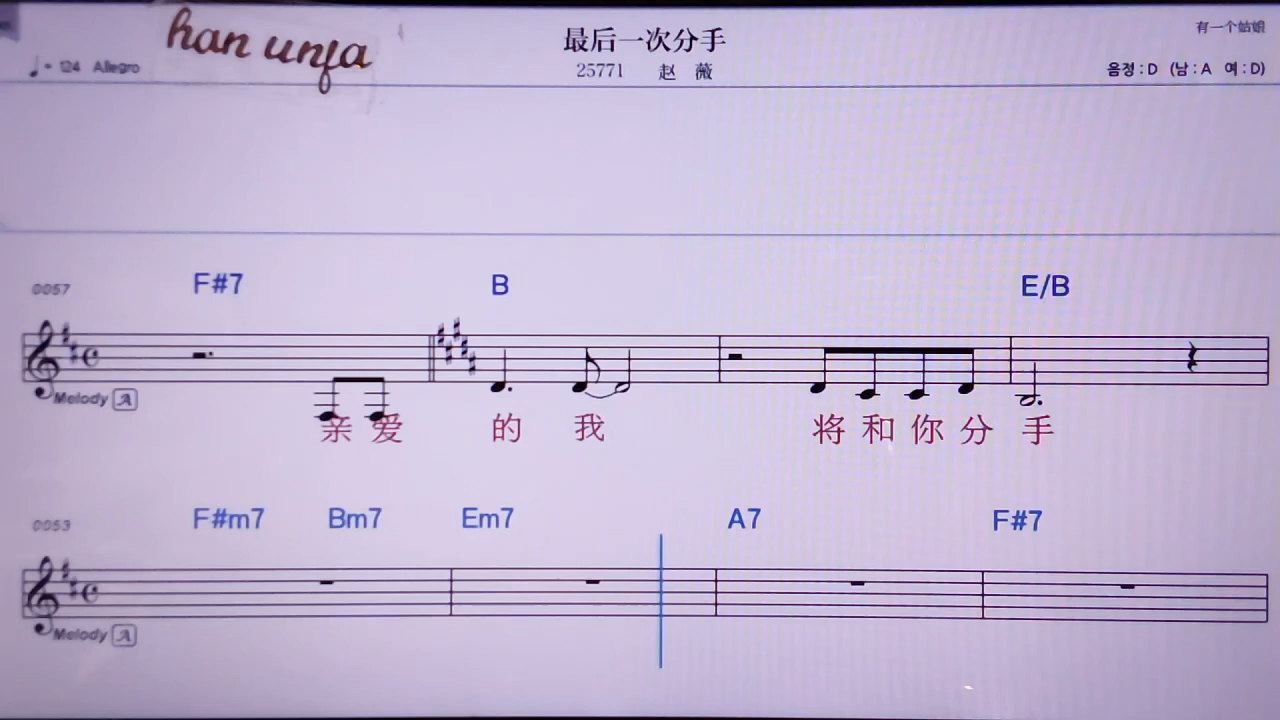 han unfa
最后一次分手
有一个姑娘
♩= 124 Allegro
25771 赵 薇
음정 : D (남 : A 여 : D)
0057
F#7 B E/B
Melody A
亲 爱 的 我 将 和 你 分 手
0053
F#m7 Bm7 Em7 A7 F#7
Melody A